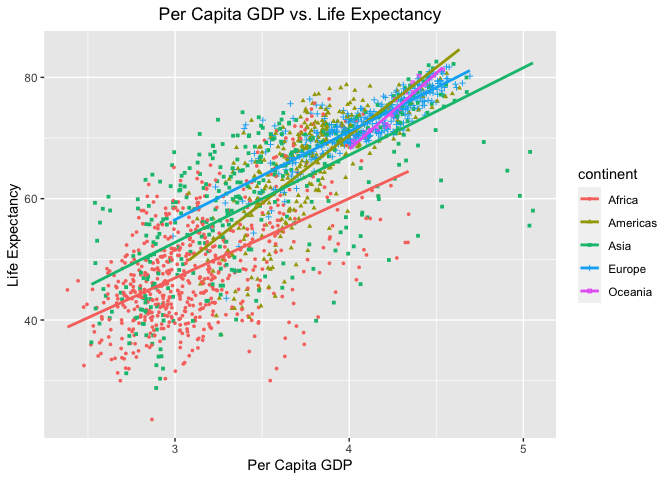 Per Capita GDP vs. Life Expectancy
80
60
40
Life Expectancy
3
4
5
Per Capita GDP
continent
Africa
Americas
Asia
Europe
Oceania